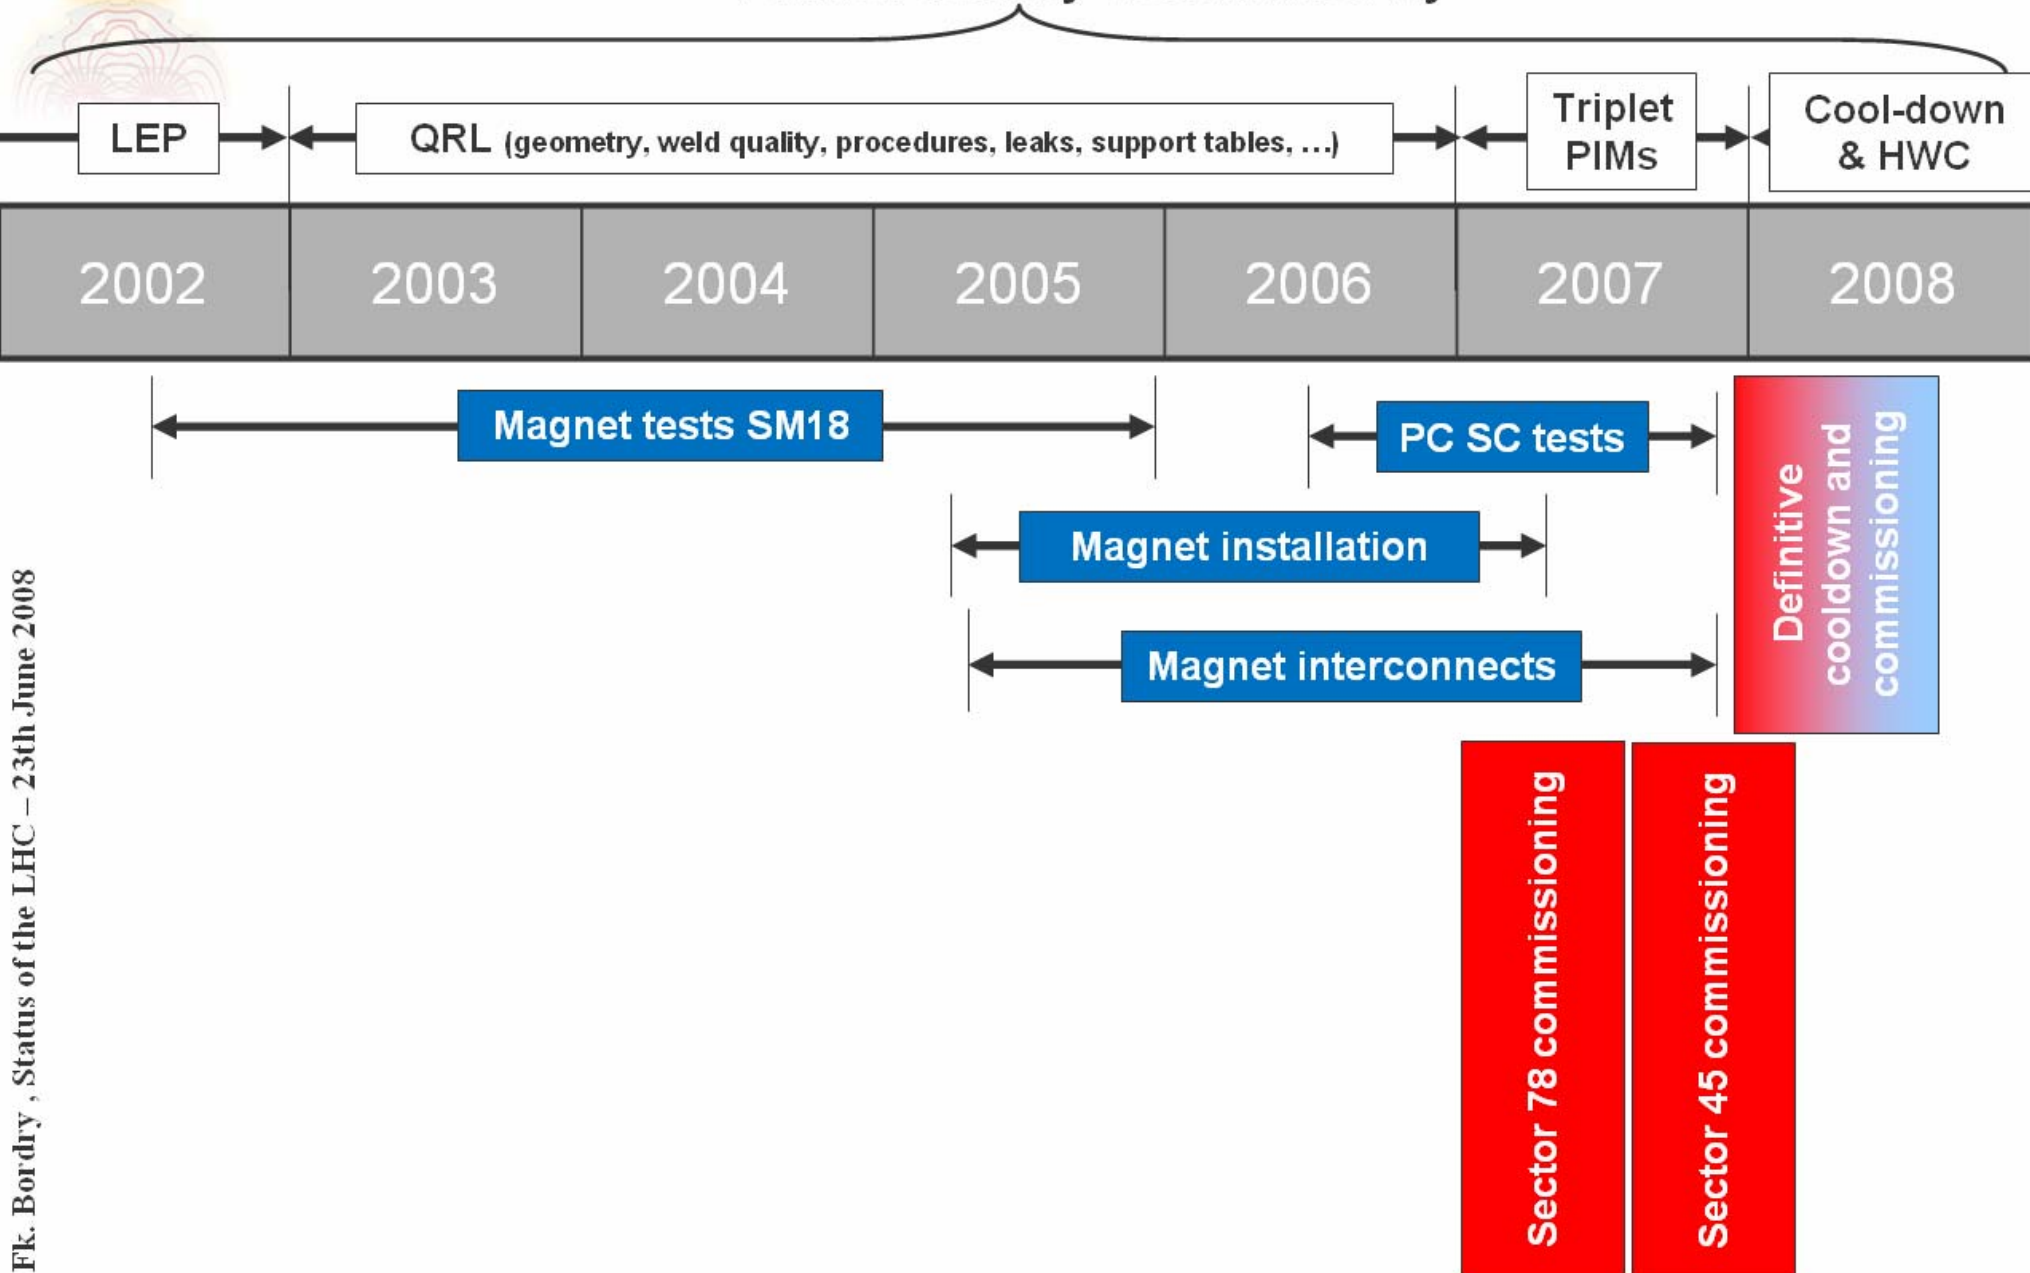 LEP
QRL (geometry, weld quality, procedures, leaks, support tables, …)
Triplet
PIMs
Cool-down
& HWC
2002
2003
2004
2005
2006
2007
2008
Magnet tests SM18
PC SC tests
Magnet installation
Magnet interconnects
Definitive
cooldown and
commissioning
Sector 78 commissioning
Sector 45 commissioning
Fk. Bordry , Status of the LHC – 23th June 2008